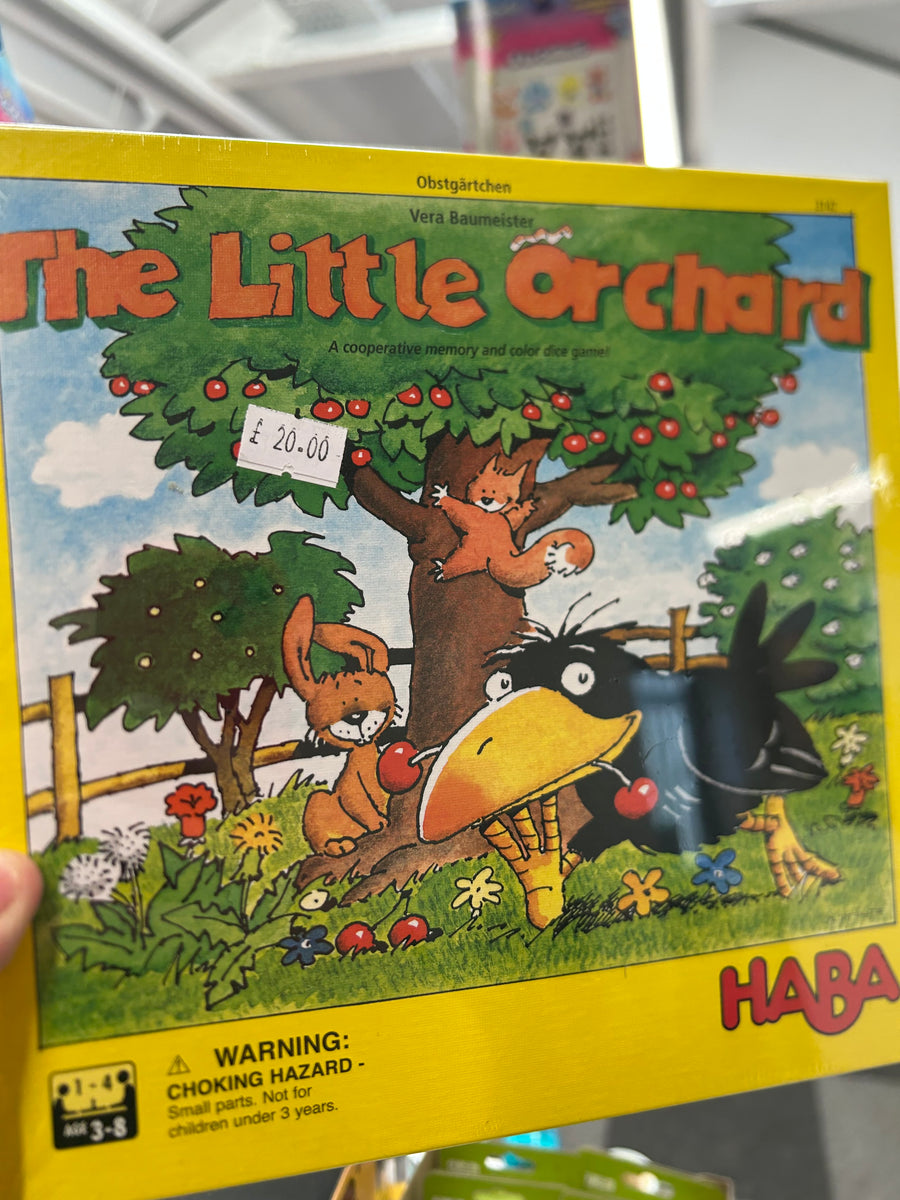 Obstgärtchen
Vera Baumeister
The Little Orchard
A cooperative memory and color dice game!
£ 20.00
HABA
WARNING:
CHOKING HAZARD -
Small parts. Not for
children under 3 years.
1 - 4
AGE 3-8